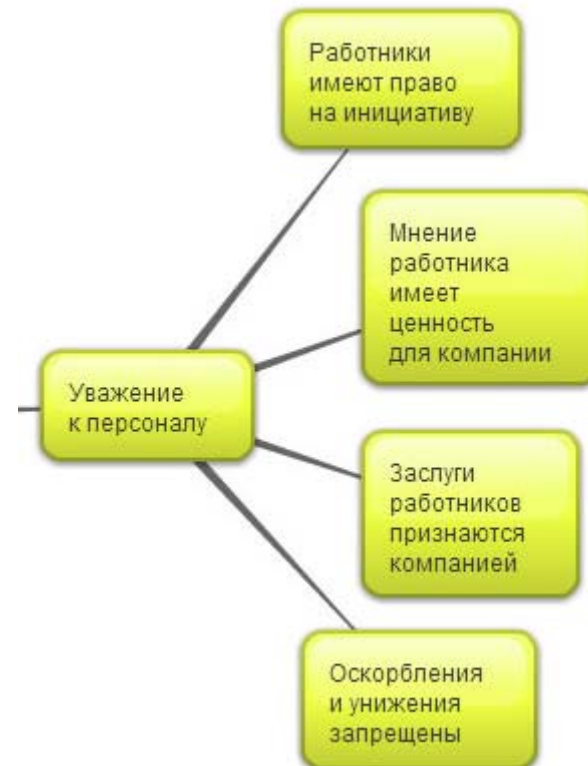 Работники
имеют право
на инициативу
Мнение
работника
имеет
ценность
для компании
Уважение
к персоналу
Заслуги
работников
признаются
компанией
Оскорбления
и унижения
запрещены